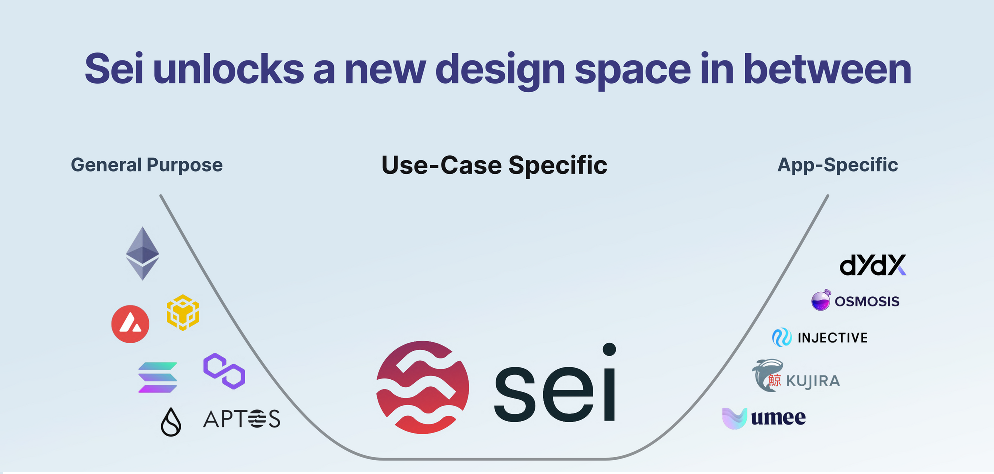 Sei unlocks a new design space in between
General Purpose
Use-Case Specific
App-Specific
dYdX
OSMOSIS
INJECTIVE
鯨 KUJIRA
umee
APTOS
sei